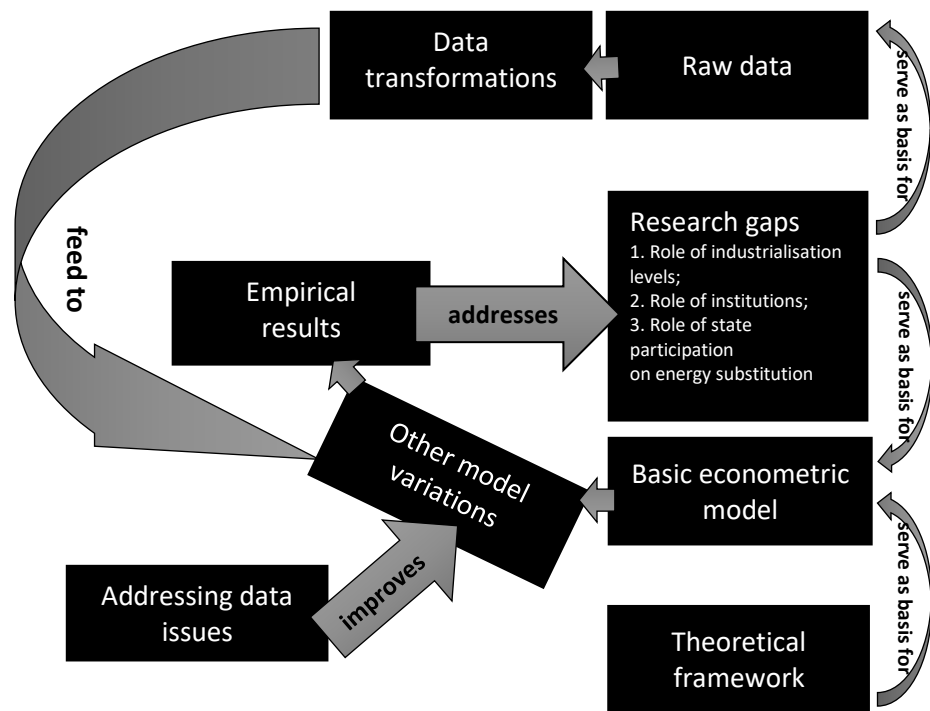 Data
transformations
Raw data
serve as basis for
feed to
Empirical
results
addresses
Research gaps
1. Role of industrialisation
levels;
2. Role of institutions;
3. Role of state
participation
on energy substitution
serve as basis for
Other model
variations
Basic econometric
model
Addressing data
issues
improves
Theoretical
framework
serve as basis for